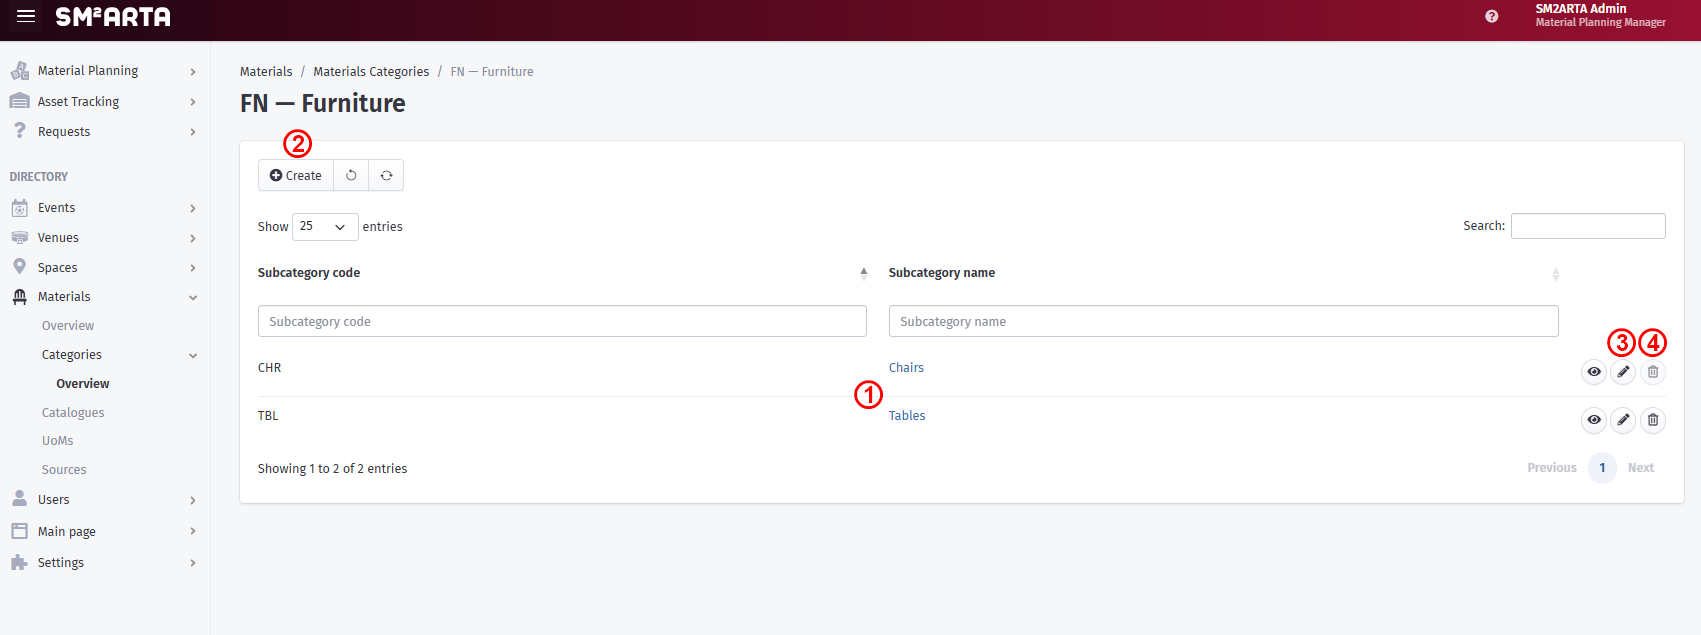 SM2ARTA
?
SM2ARTA Admin
Material Planning Manager
Material Planning
Asset Tracking
Requests
DIRECTORY
Events
Venues
Spaces
Materials
Overview
Categories
Overview
Catalogues
UoMs
Sources
Users
Main page
Settings
Materials / Materials Categories / FN — Furniture
FN — Furniture
2
Create
Show 25 entries
Search:
Subcategory code Subcategory name
Subcategory code Subcategory name
3 4
CHR Chairs
1
TBL Tables
Showing 1 to 2 of 2 entries
Previous 1 Next